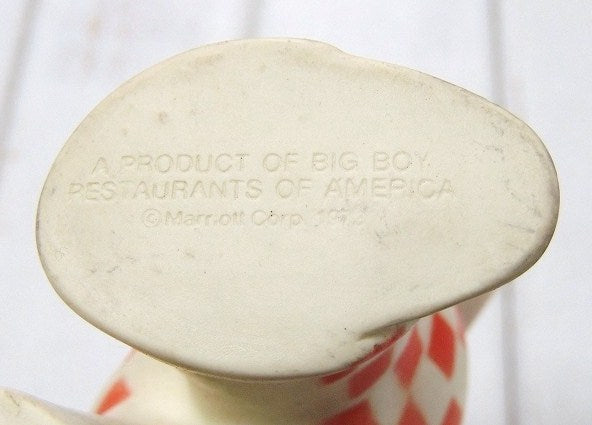 A PRODUCT OF BIG BOY
RESTAURANTS OF AMERICA
©Marriott Corp.